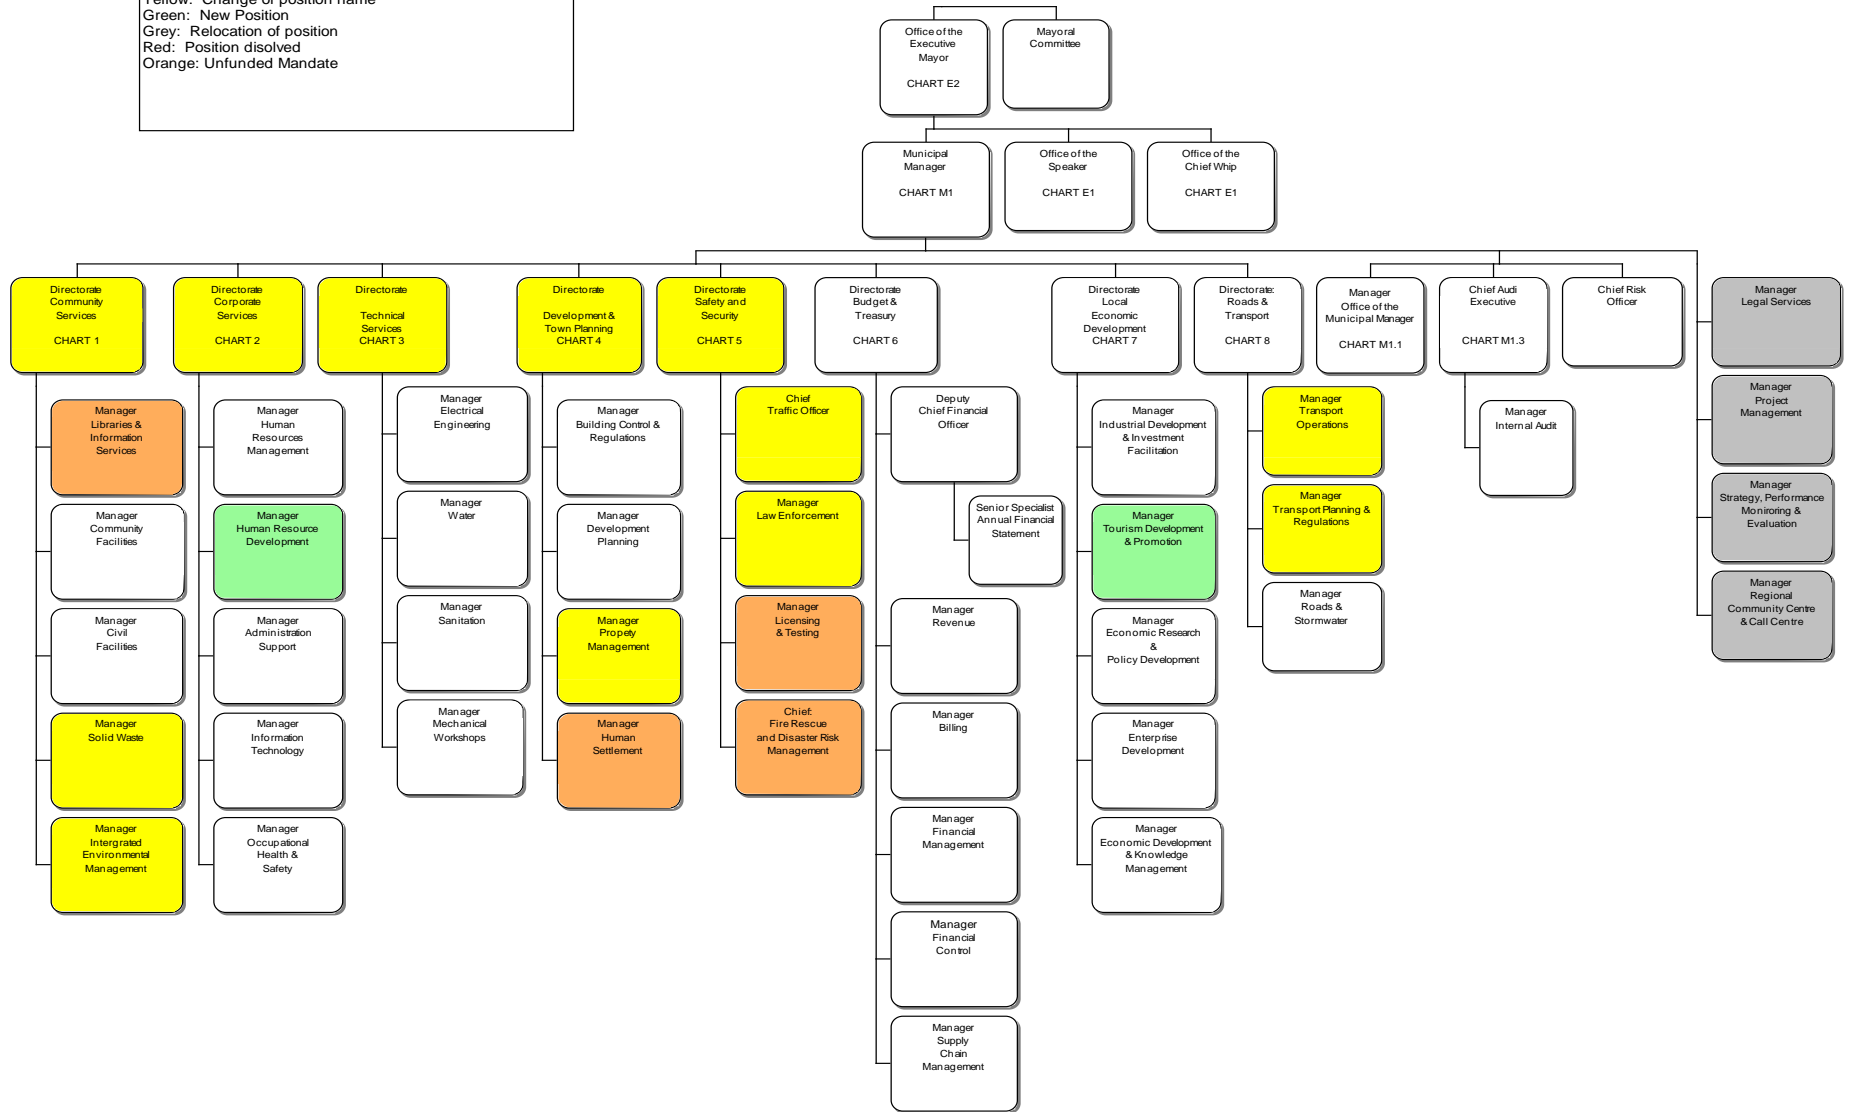 Yellow: Change of position name
Green: New Position
Grey: Relocation of position
Red: Position disolved
Orange: Unfunded Mandate
Office of the
Executive
Mayor
CHART E2
Mayoral
Committee
Municipal
Manager
CHART M1
Office of the
Speaker
CHART E1
Office of the
Chief Whip
CHART E1
Directorate
Community
Services
CHART 1
Directorate
Corporate
Services
CHART 2
Directorate
Technical
Services
CHART 3
Directorate
Development &
Town Planning
CHART 4
Directorate
Safety and
Security
CHART 5
Directorate
Budget &
Treasury
CHART 6
Directorate
Local
Economic
Development
CHART 7
Directorate:
Roads &
Transport
CHART 8
Manager
Office of the
Municipal Manager
CHART M1.1
Chief Audi
Executive
CHART M1.3
Chief Risk
Officer
Manager
Legal Services
Manager
Project
Management
Manager
Strategy, Performance
Moniroring &
Evaluation
Manager
Regional
Community Centre
& Call Centre
Manager
Libraries &
Information
Services
Manager
Community
Facilities
Manager
Civil
Facilities
Manager
Solid Waste
Manager
Intergrated
Environmental
Management
Manager
Human
Resources
Management
Manager
Human Resource
Development
Manager
Administration
Support
Manager
Information
Technology
Manager
Occupational
Health &
Safety
Manager
Electrical
Engineering
Manager
Water
Manager
Sanitation
Manager
Mechanical
Workshops
Manager
Building Control &
Regulations
Manager
Development
Planning
Manager
Propety
Management
Manager
Human
Settlement
Chief
Traffic Officer
Manager
Law Enforcement
Manager
Licensing
& Testing
Chief:
Fire Rescue
and Disaster Risk
Management
Deputy
Chief Financial
Officer
Senior Specialist
Annual Financial
Statement
Manager
Revenue
Manager
Billing
Manager
Financial
Management
Manager
Financial
Control
Manager
Supply
Chain
Management
Manager
Industrial Development
& Investment
Facilitation
Manager
Tourism Development
& Promotion
Manager
Economic Research
&
Policy Development
Manager
Enterprise
Development
Manager
Economic Development
& Knowledge
Management
Manager
Transport
Operations
Manager
Transport Planning &
Regulations
Manager
Roads &
Stormwater
Manager
Internal Audit